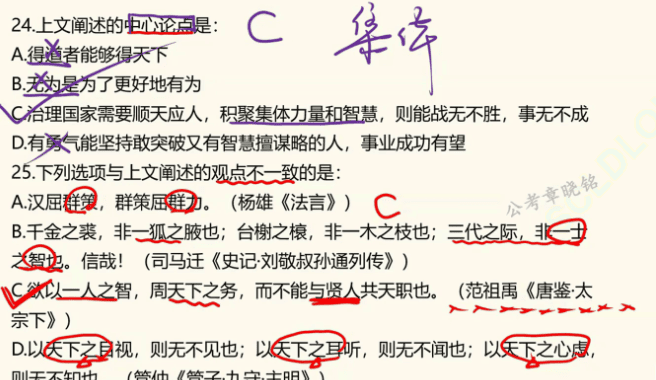 24.上文阐述的中心论点是： C 集体
A.得道者能够得天下
B.无为是为了更好地有为
C.治理国家需要顺天应人，积聚集体力量和智慧，则能战无不胜，事无不成
D.有勇气能坚持敢突破又有智慧擅谋略的人，事业成功有望
25.下列选项与上文阐述的观点不一致的是：
A.汉屈群策，群策屈群力。（杨雄《法言》） C
公考章晓铭
B.千金之裘，非一狐之腋也；台榭之榱，非一木之枝也；三代之际，非一士
之智也。信哉！（司马迁《史记·刘敬叔孙通列传》）
C.欲以一人之智，周天下之务，而不能与贤人共天职也。（范祖禹《唐鉴·太
宗下》）
D.以天下之目视，则无不见也；以天下之耳听，则无不闻也；以天下之心虑，
则无不知也。（管仲《管子·九守·主明》）